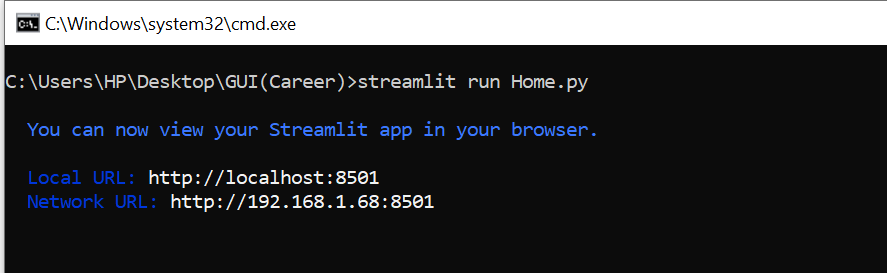 C:\Windows\system32\cmd.exe
C:\Users\HP\Desktop\GUI(Career)>streamlit run Home.py
You can now view your Streamlit app in your browser.
Local URL: http://localhost:8501
Network URL: http://192.168.1.68:8501